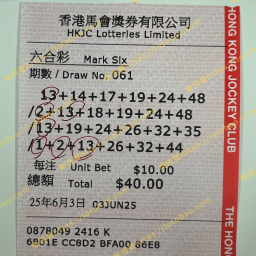 香港馬會獎券有限公司
HKJC Lotteries Limited
六合彩 Mark Six
期數 / Draw No. 061
13+14+17+19+24+48
/2+13+18+19+24+48
/13+19+24+26+32+35
/1+2+13+26+32+44
每注 Unit Bet $10.00
總額 Total $40.00
25年6月3日 03JUN25
0878049 2416 K
6801E CC8D2 BFA00 86E8
HONG KONG JOCKEY CLUB
THE HON